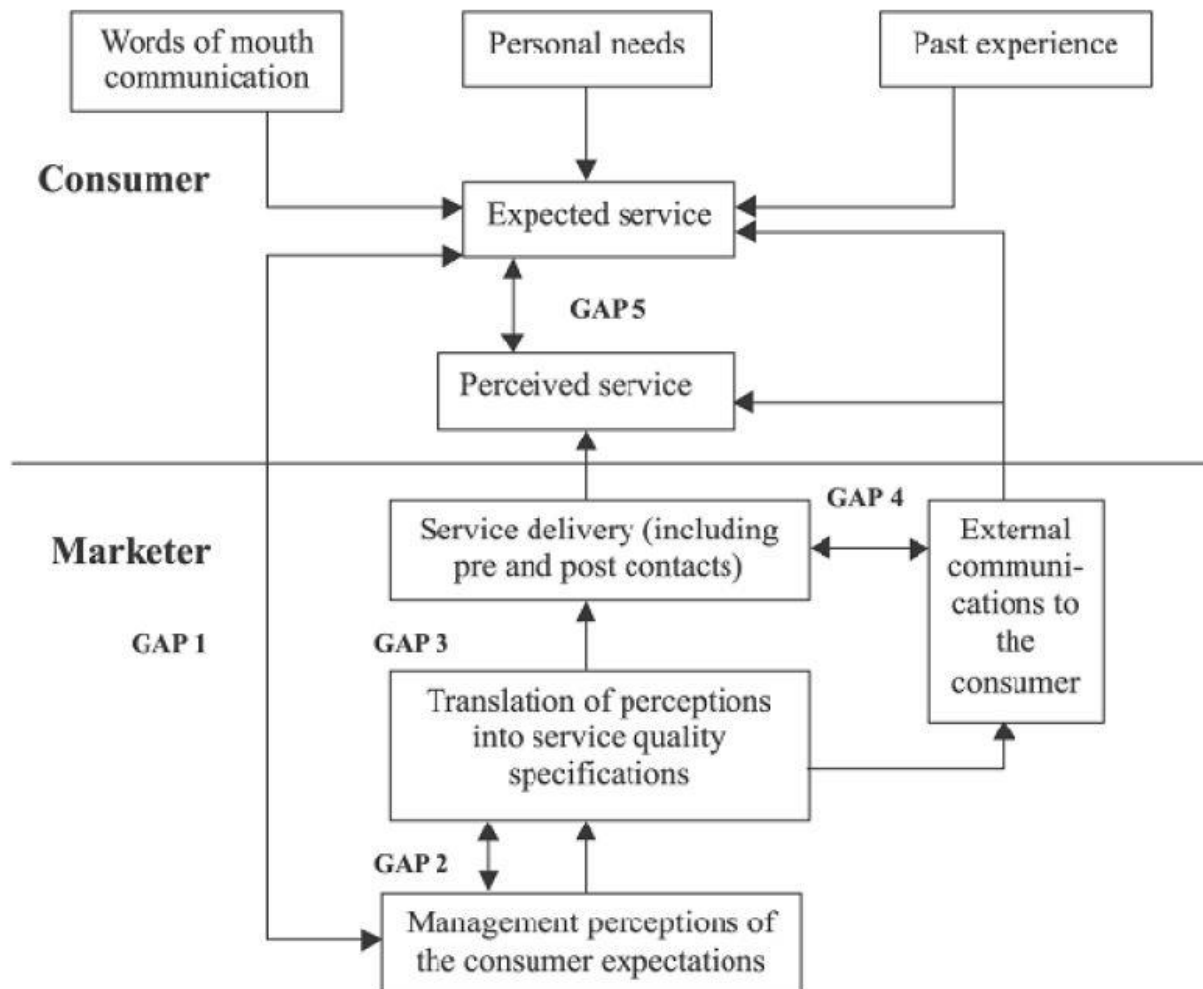 Words of mouth
communication
Personal needs
Past experience
Consumer
Expected service
GAP 5
Perceived service
Marketer
Service delivery (including
pre and post contacts)
GAP 4
External
communi-
cations to
the
consumer
GAP 1
GAP 3
Translation of perceptions
into service quality
specifications
GAP 2
Management perceptions of
the consumer expectations